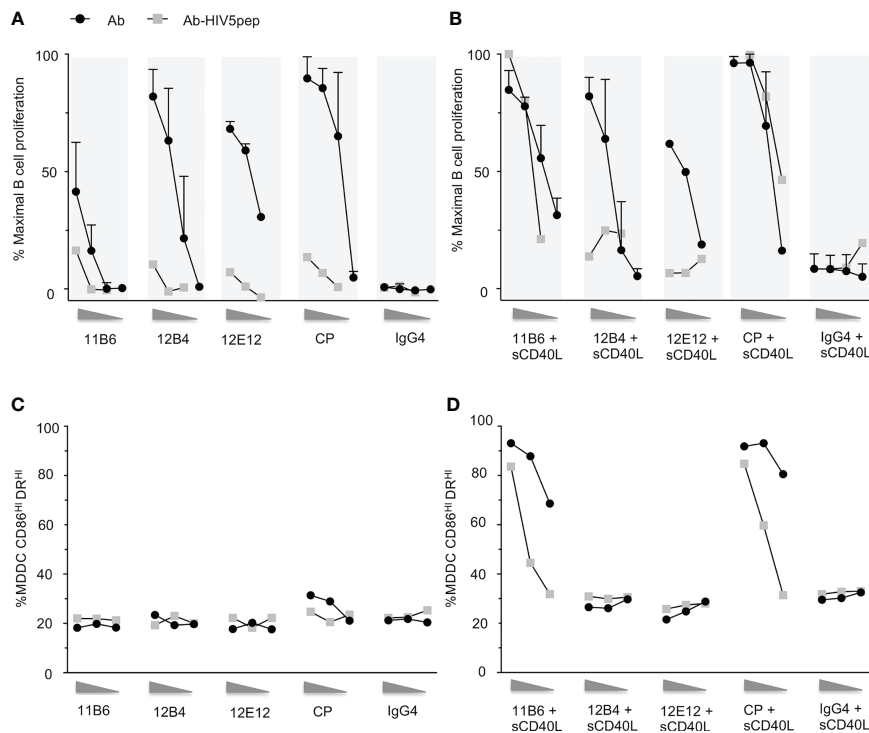 A
Ab
Ab-HIV5pep
% Maximal B cell proliferation
100
50
0
11B6
12B4
12E12
CP
IgG4
B
% Maximal B cell proliferation
100
50
0
11B6 +
sCD40L
12B4 +
sCD40L
12E12 +
sCD40L
CP +
sCD40L
IgG4 +
sCD40L
C
%MDDC CD86HI DRHI
100
80
60
40
20
0
11B6
12B4
12E12
CP
IgG4
D
%MDDC CD86HI DRHI
100
80
60
40
20
0
11B6 +
sCD40L
12B4 +
sCD40L
12E12 +
sCD40L
CP +
sCD40L
IgG4 +
sCD40L